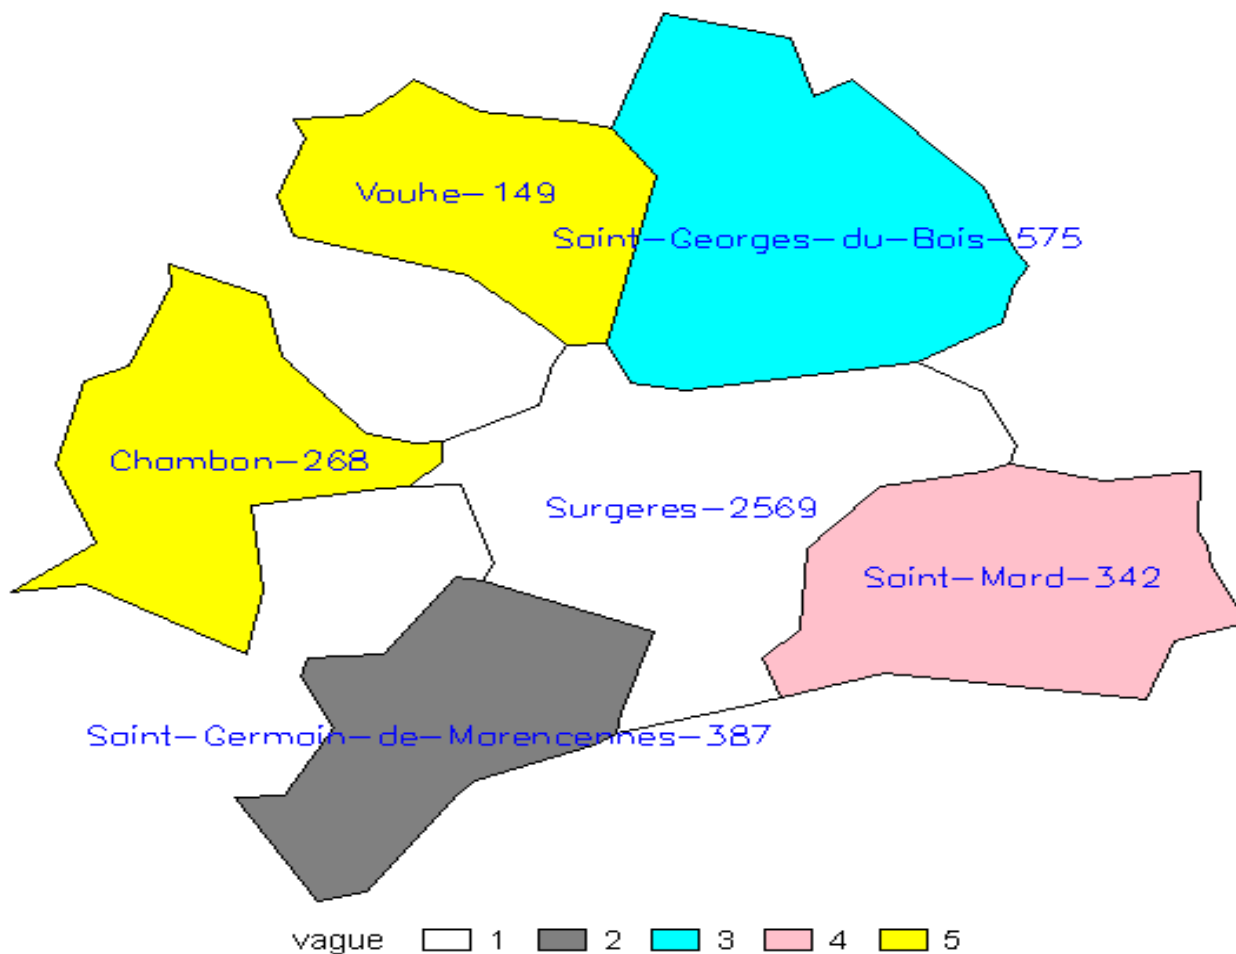 Vouhe-149
Saint-Georges-du-Bois-575
Chambon-268
Surgeres-2569
Saint-Mard-342
Saint-Germain-de-Marencennes-387
vague 1 2 3 4 5